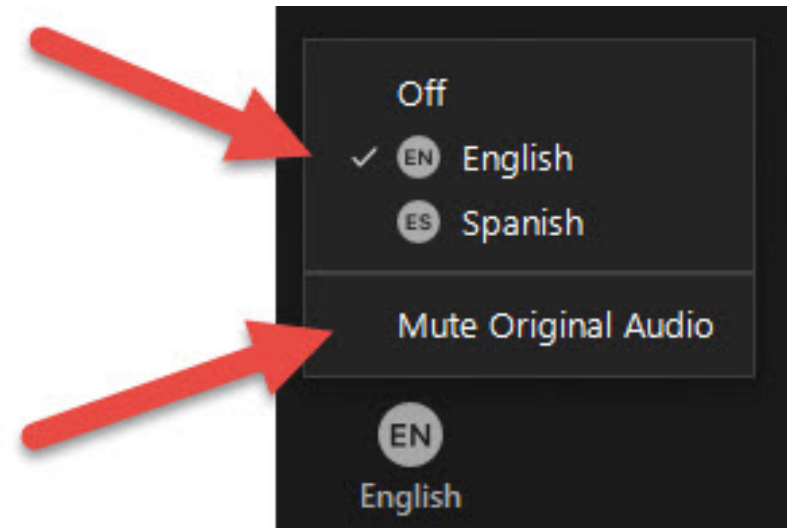 Off
EN English
ES Spanish
Mute Original Audio
EN
English